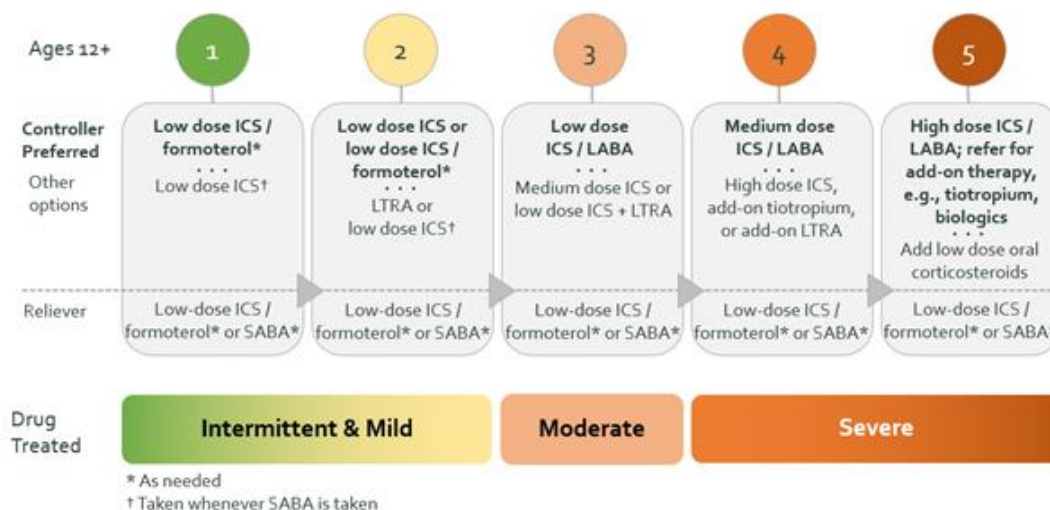 Ages 12+
1
2
3
4
5
Controller
Preferred
Other
options
Low dose ICS /
formoterol*
. . .
Low dose ICS†
Low dose ICS or
low dose ICS /
formoterol*
. . .
LTRA or
low dose ICS†
Low dose
ICS / LABA
. . .
Medium dose ICS or
low dose ICS + LTRA
Medium dose
ICS / LABA
. . .
High dose ICS,
add-on tiotropium,
or add-on LTRA
High dose ICS /
LABA; refer for
add-on therapy,
e.g., tiotropium,
biologics
. . .
Add low dose oral
corticosteroids
Reliever
Low-dose ICS /
formoterol* or SABA*
Low-dose ICS /
formoterol* or SABA*
Low-dose ICS /
formoterol* or SABA*
Low-dose ICS /
formoterol* or SABA*
Low-dose ICS /
formoterol* or SABA*
Drug
Treated
Intermittent & Mild
Moderate
Severe
* As needed
† Taken whenever SABA is taken